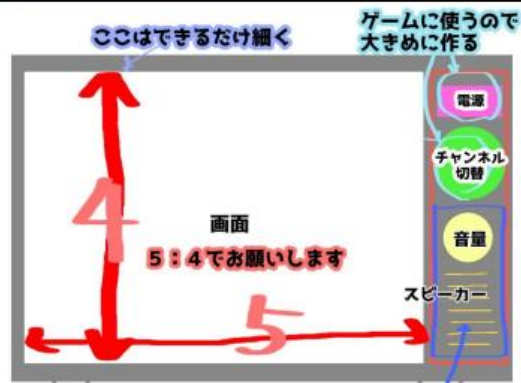 ここはできるだけ細く
ゲームに使うので
大きめに作る
電源
チャンネル
切替
4
画面
音量
5:4でお願いします
スピーカー
5